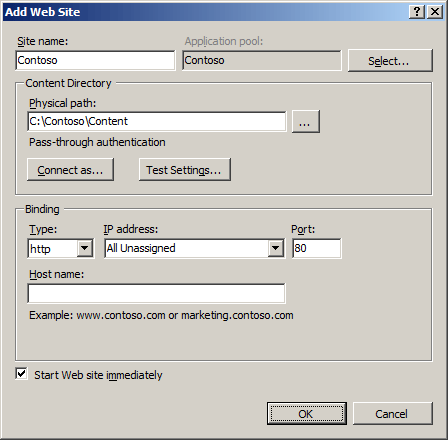 Add Web Site
Site name:
Application pool:
Contoso
Contoso
Select...
Content Directory
Physical path:
C:\Contoso\Content
...
Pass-through authentication
Connect as...
Test Settings...
Binding
Type:
IP address:
Port:
http
All Unassigned
80
Host name:
Example: www.contoso.com or marketing.contoso.com
Start Web site immediately
OK
Cancel